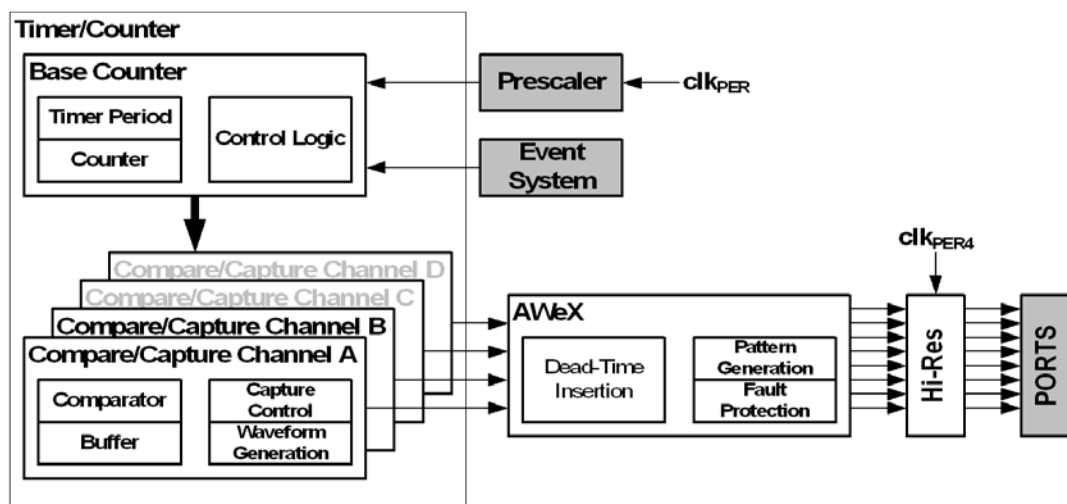 Timer/Counter
Base Counter
Timer Period
Counter
Control Logic
Prescaler
clkPER
Event
System
Compare/Capture Channel D
Compare/Capture Channel C
Compare/Capture Channel B
Compare/Capture Channel A
Comparator
Buffer
Capture
Control
Waveform
Generation
AWeX
Dead-Time
Insertion
Pattern
Generation
Fault
Protection
clkPER4
Hi-Res
PORTS